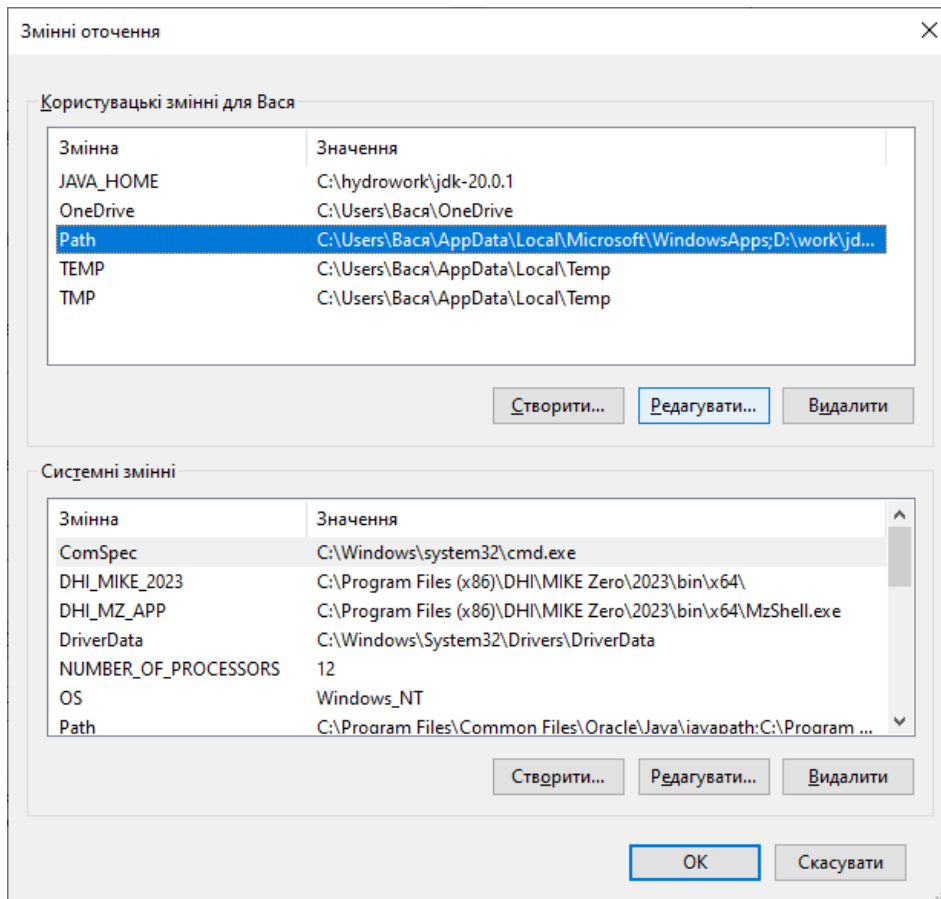 Змінні оточення
Користувацькі змінні для Вася
Змінна Значення
JAVA_HOME C:\hydrowork\jdk-20.0.1
OneDrive C:\Users\Вася\OneDrive
Path C:\Users\Вася\AppData\Local\Microsoft\WindowsApps;D:\work\jd...
TEMP C:\Users\Вася\AppData\Local\Temp
TMP C:\Users\Вася\AppData\Local\Temp
Створити... Редагувати... Видалити
Системні змінні
Змінна Значення
ComSpec C:\Windows\system32\cmd.exe
DHI_MIKE_2023 C:\Program Files (x86)\DHI\MIKE Zero\2023\bin\x64\
DHI_MZ_APP C:\Program Files (x86)\DHI\MIKE Zero\2023\bin\x64\MzShell.exe
DriverData C:\Windows\System32\Drivers\DriverData
NUMBER_OF_PROCESSORS 12
OS Windows_NT
Path C:\Program Files\Common Files\Oracle\Java\javapath;C:\Program ...
Створити... Редагувати... Видалити
ОК Скасувати